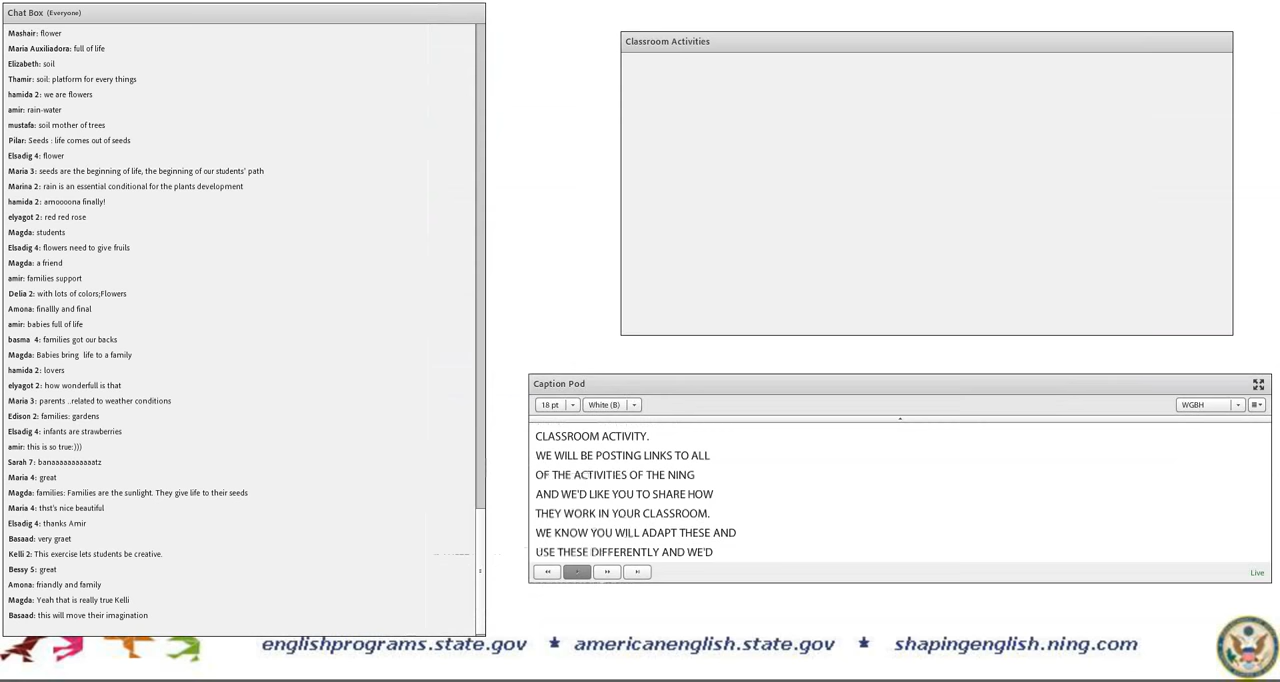 Chat Box (Everyone)
Mashair: flower
Maria Auxiliadora: full of life
Elizabeth: soil
Thamir: soil: platform for every things
hamida 2: we are flowers
amir: rain-water
mustafa: soil mother of trees
Pilar: Seeds : life comes out of seeds
Elsadig 4: flower
Maria 3: seeds are the beginning of life, the beginning of our students' path
Marina 2: rain is an essential conditional for the plants development
hamida 2: amoooona finally!
elyagot 2: red red rose
Magda: students
Elsadig 4: flowers need to give fruils
Magda: a friend
amir: families support
Delia 2: with lots of colors;Flowers
Amona: finallly and final
amir: babies full of life
basma 4: families got our backs
Magda: Babies bring life to a family
hamida 2: lovers
elyagot 2: how wonderfull is that
Maria 3: parents ..related to weather conditions
Edison 2: families: gardens
Elsadig 4: infants are strawberries
amir: this is so true:)))
Sarah 7: banaaaaaaaaaatz
Maria 4: great
Magda: families: Families are the sunlight. They give life to their seeds
Maria 4: thst's nice beautiful
Elsadig 4: thanks Amir
Basaad: very graet
Kelli 2: This exercise lets students be creative.
Bessy 5: great
Amona: friandly and family
Magda: Yeah that is really true Kelli
Basaad: this will move their imagination
Classroom Activities
Caption Pod
18 pt White (B) WGBH
CLASSROOM ACTIVITY.
WE WILL BE POSTING LINKS TO ALL
OF THE ACTIVITIES OF THE NING
AND WE'D LIKE YOU TO SHARE HOW
THEY WORK IN YOUR CLASSROOM.
WE KNOW YOU WILL ADAPT THESE AND
USE THESE DIFFERENTLY AND WE'D
Live
englishprograms.state.gov americanenglish.state.gov shapingenglish.ning.com